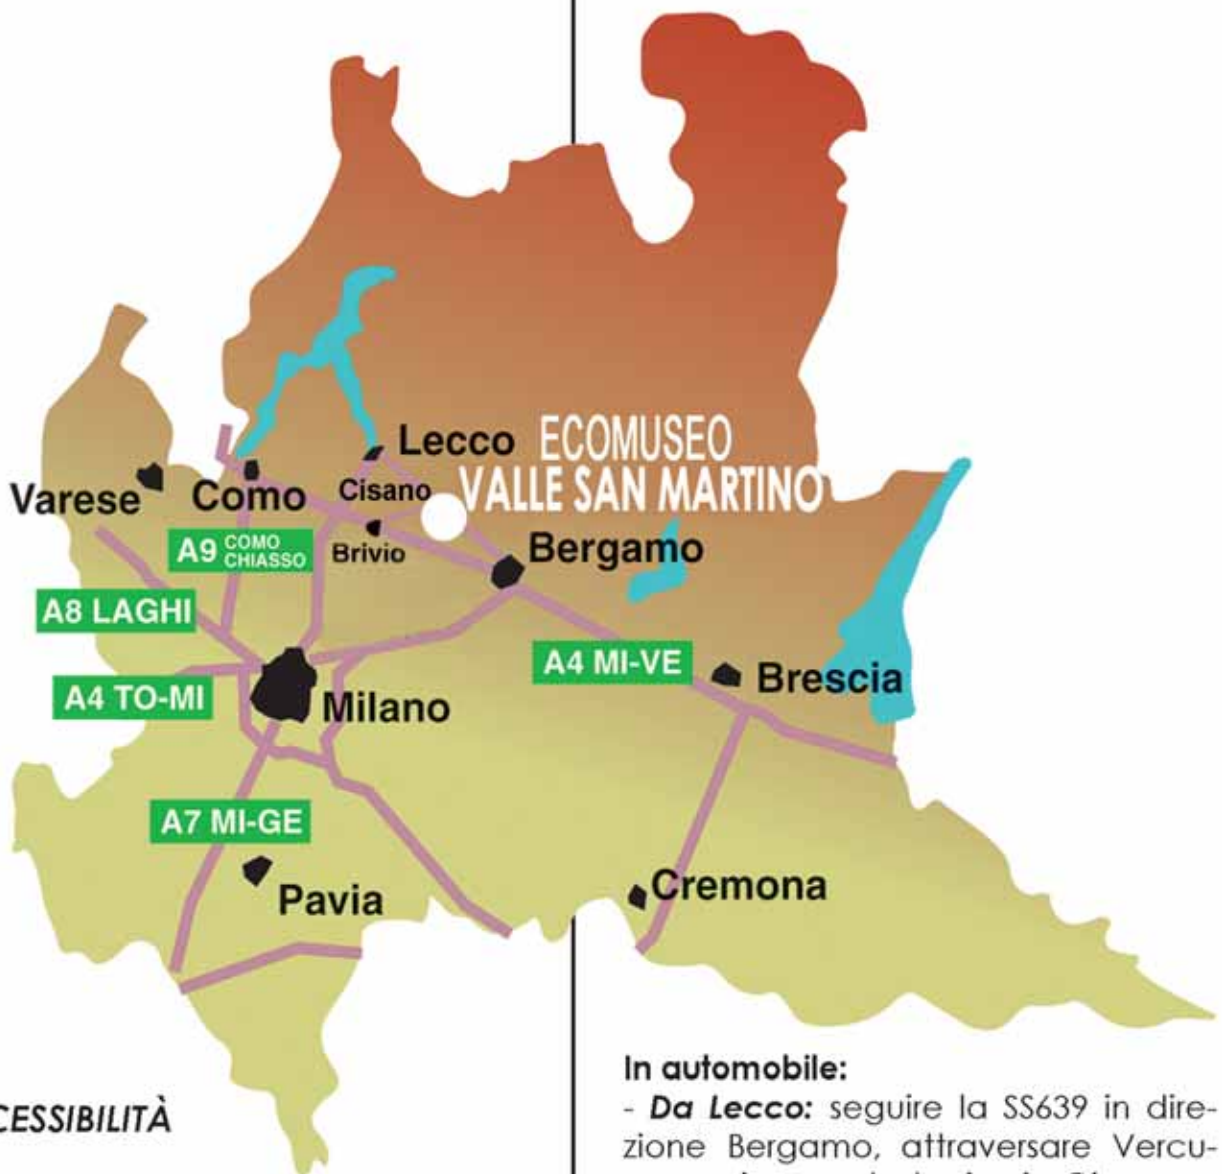 Lecco
ECOMUSEO
VALLE SAN MARTINO
Varese
Como
Cisano
A9 COMO CHIASSO
Brivio
Bergamo
A8 LAGHI
A4 MI-VE
A4 TO-MI
Brescia
Milano
A7 MI-GE
Pavia
Cremona
CESSIBILITÀ
In automobile:
- Da Lecco: seguire la SS639 in dire-
zione Bergamo, attraversare Vercu-